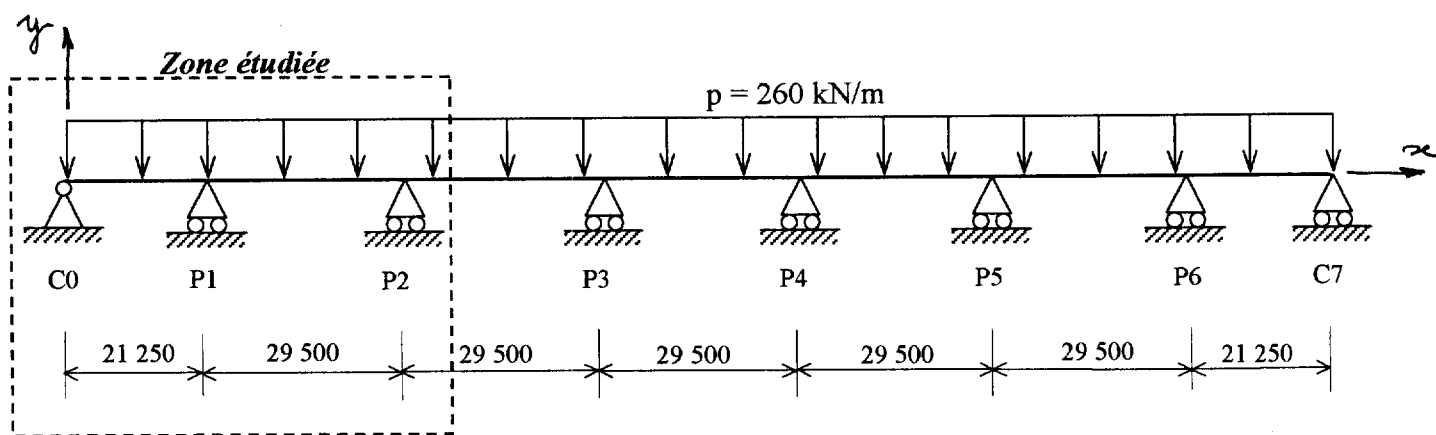 y
Zone étudiée
p = 260 kN/m
x
C0 P1 P2 P3 P4 P5 P6 C7
21 250 29 500 29 500 29 500 29 500 29 500 21 250